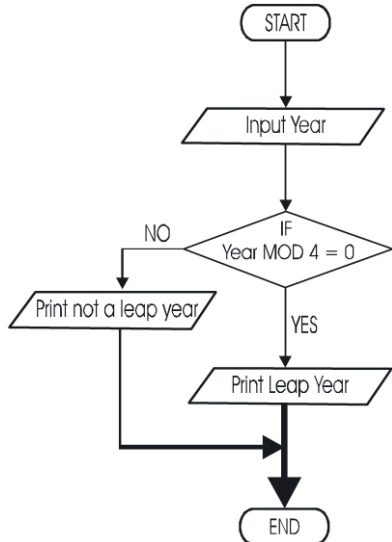 START
Input Year
IF
Year MOD 4 = 0
NO
Print not a leap year
YES
Print Leap Year
END